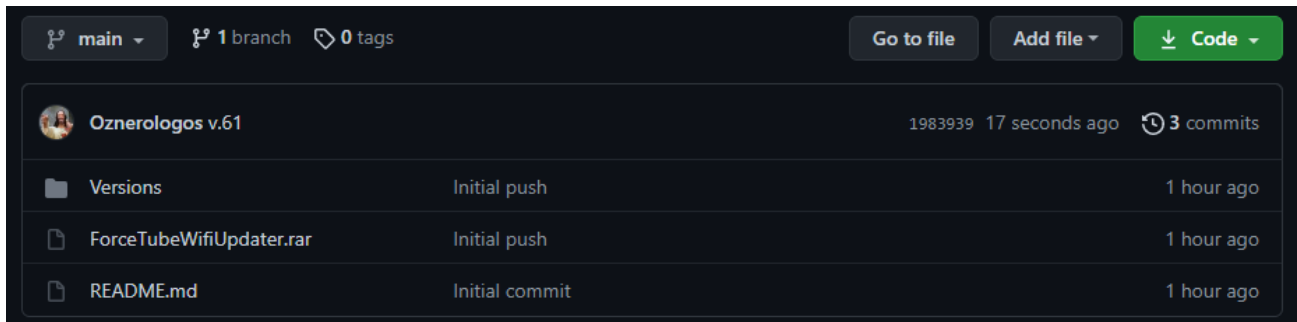 main 1 branch 0 tags Go to file Add file Code
Oznerologos v.61 1983939 17 seconds ago 3 commits
Versions Initial push 1 hour ago
ForceTubeWifiUpdater.rar Initial push 1 hour ago
README.md Initial commit 1 hour ago